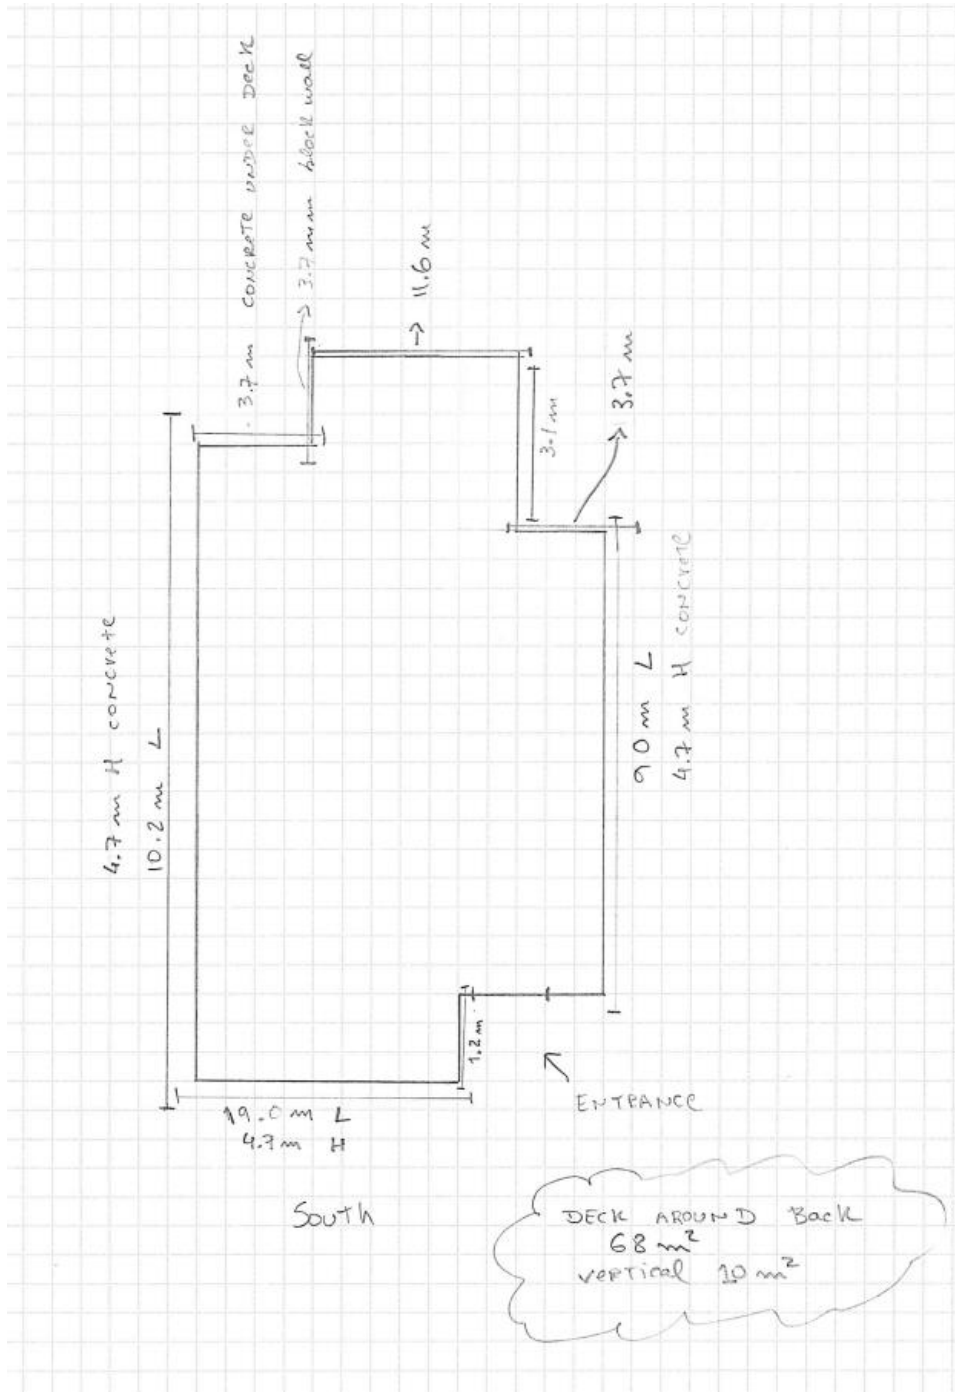 3.7 m CONCRETE UNDER DECK
→ 3.7 m block wall
→ 11.6 m
3.1 m
→ 3.7 m
4.7 m H CONCRETE
10.2 m L
9.0 m L
4.7 m H CONCRETE
1.2 m
ENTRANCE
19.0 m L
4.7 m H
South
DECK AROUND Back
68 m²
VERTICAL 10 m²